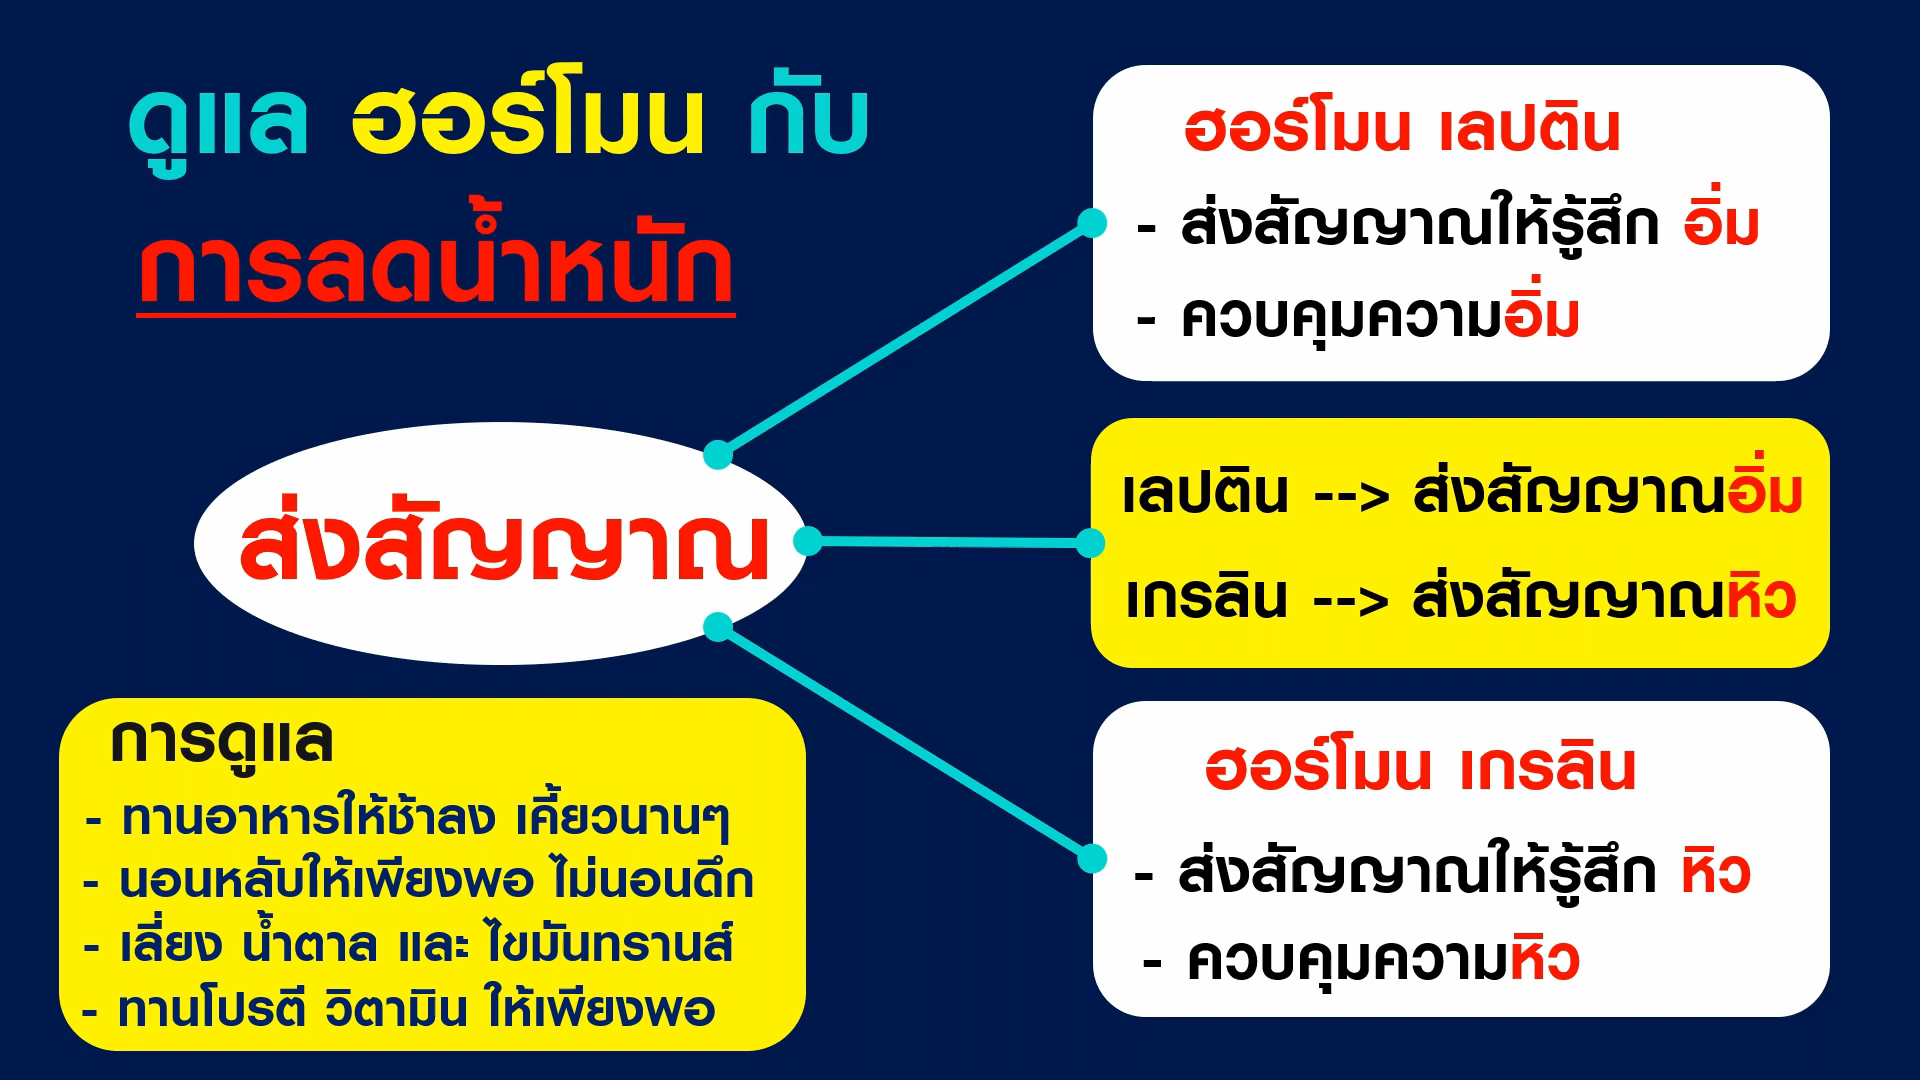 ดูแล ฮอร์โมน กับ
การลดน้ำหนัก
ส่งสัญญาณ
ฮอร์โมน เลปติน
- ส่งสัญญาณให้รู้สึก อิ่ม
- ควบคุมความอิ่ม
เลปติน --> ส่งสัญญาณอิ่ม
เกรลิน --> ส่งสัญญาณหิว
ฮอร์โมน เกรลิน
- ส่งสัญญาณให้รู้สึก หิว
- ควบคุมความหิว
การดูแล
- ทานอาหารให้ช้าลง เคี้ยวนานๆ
- นอนหลับให้เพียงพอ ไม่นอนดึก
- เลี่ยง น้ำตาล และ ไขมันทรานส์
- ทานโปรตี วิตามิน ให้เพียงพอ